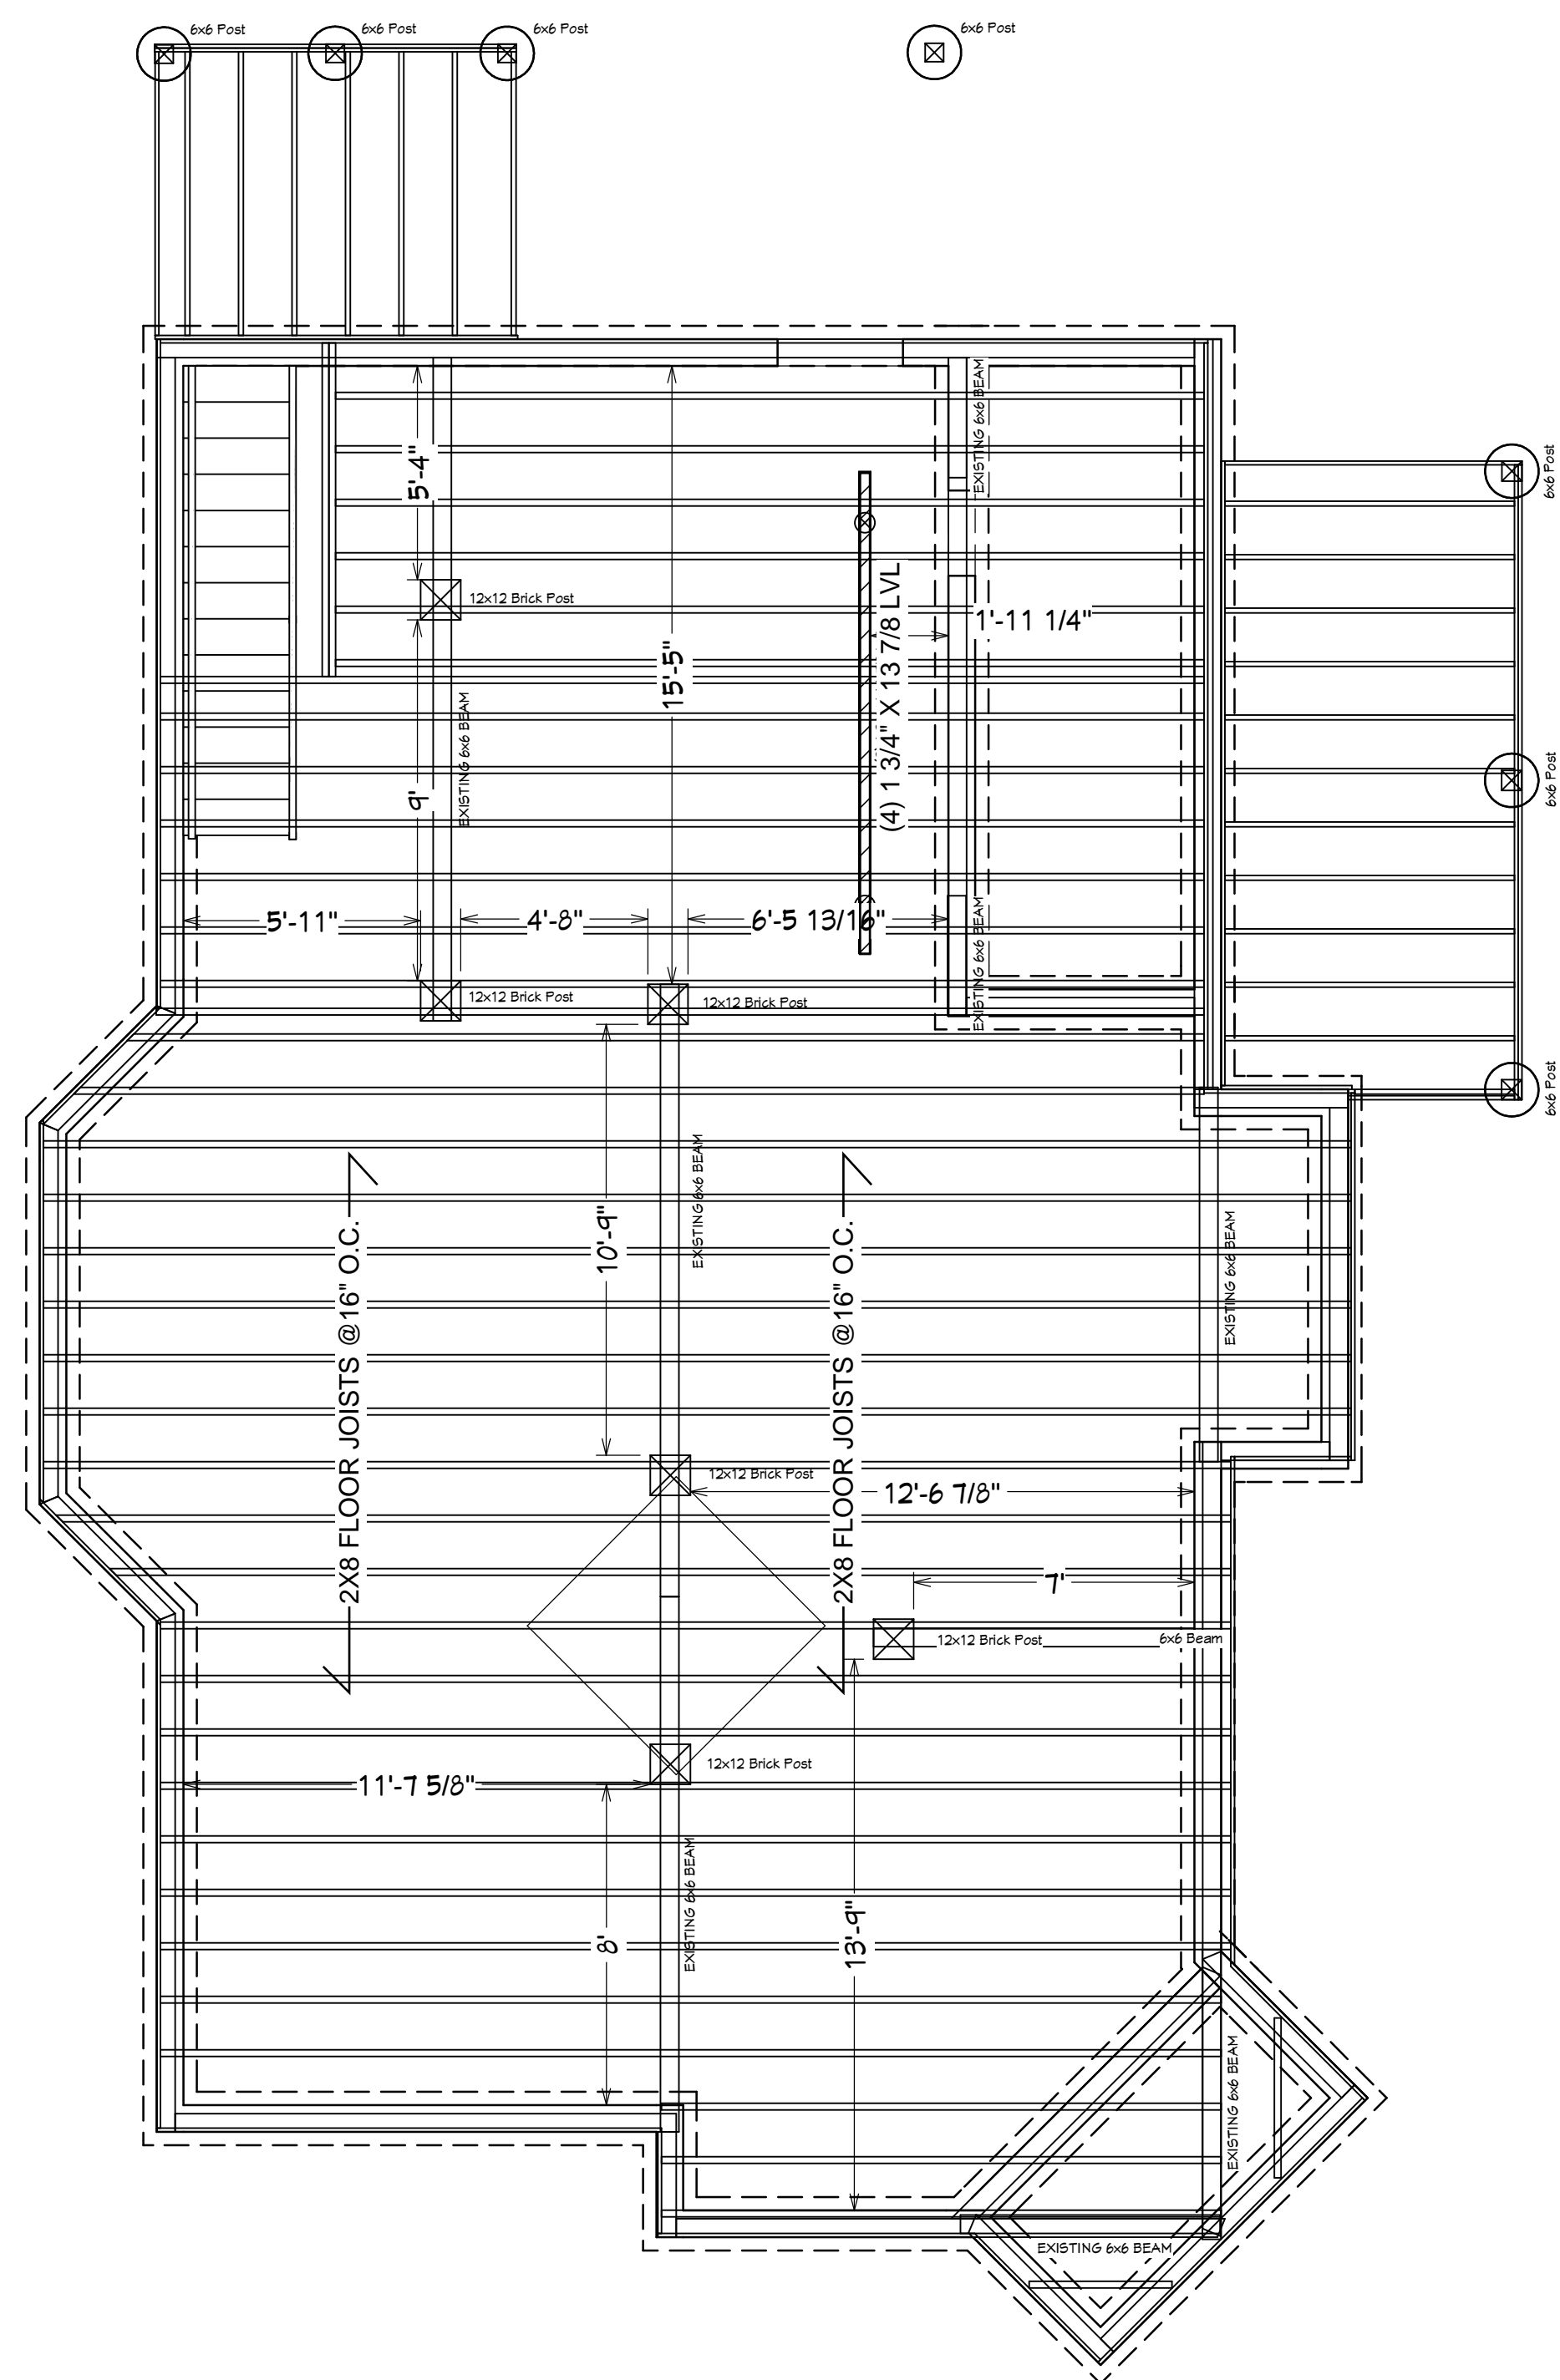 6x6 Post
6x6 Post
6x6 Post
6x6 Post
EXISTING 6x6 BEAM
5'-4"
6x6 Post
12x12 Brick Post
(4) 1 3/4" X 13 7/8 LVL
1'-11 1/4"
15'-5"
EXISTING 6x6 BEAM
9'
6x6 Post
5'-11"
4'-8"
6'-5 13/16"
EXISTING 6x6 BEAM
12x12 Brick Post
12x12 Brick Post
6x6 Post
EXISTING 6x6 BEAM
10'-9"
EXISTING 6x6 BEAM
2X8 FLOOR JOISTS @16" O.C.
2X8 FLOOR JOISTS @16" O.C.
12x12 Brick Post
12'-6 7/8"
7'
12x12 Brick Post
6x6 Beam
12x12 Brick Post
11'-7 5/8"
EXISTING 6x6 BEAM
8'
13'-9"
EXISTING 6x6 BEAM
EXISTING 6x6 BEAM